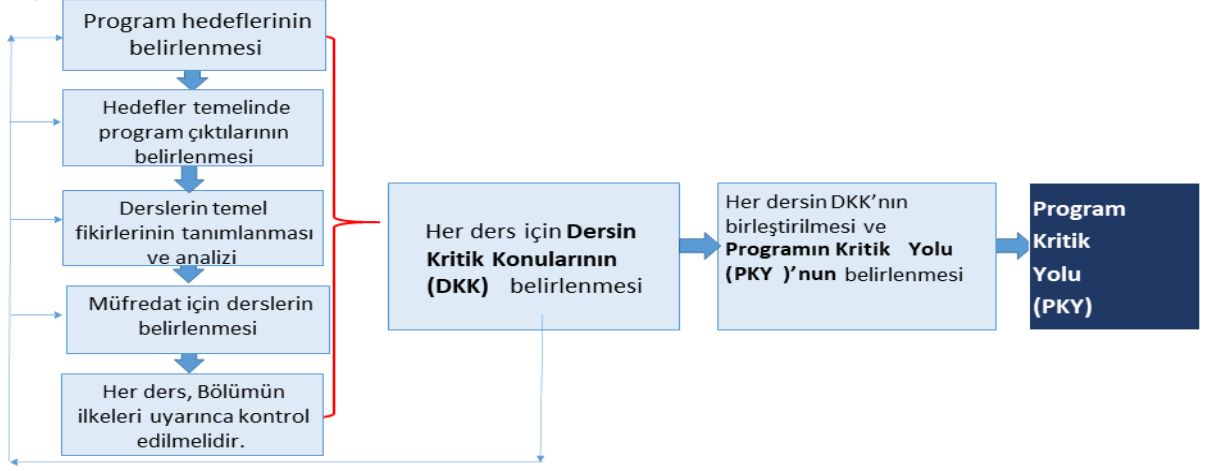 Program hedeflerinin
belirlenmesi
Hedefler temelinde
program çıktılarının
belirlenmesi
Derslerin temel
fikirlerinin tanımlanması
ve analizi
Müfredat için derslerin
belirlenmesi
Her ders, Bölümün
ilkeleri uyarınca kontrol
edilmelidir.
Her ders için Dersin
Kritik Konularının
(DKK) belirlenmesi
Her dersin DKK’nın
birleştirilmesi ve
Programın Kritik Yolu
(PKY )’nun belirlenmesi
Program
Kritik
Yolu
(PKY)